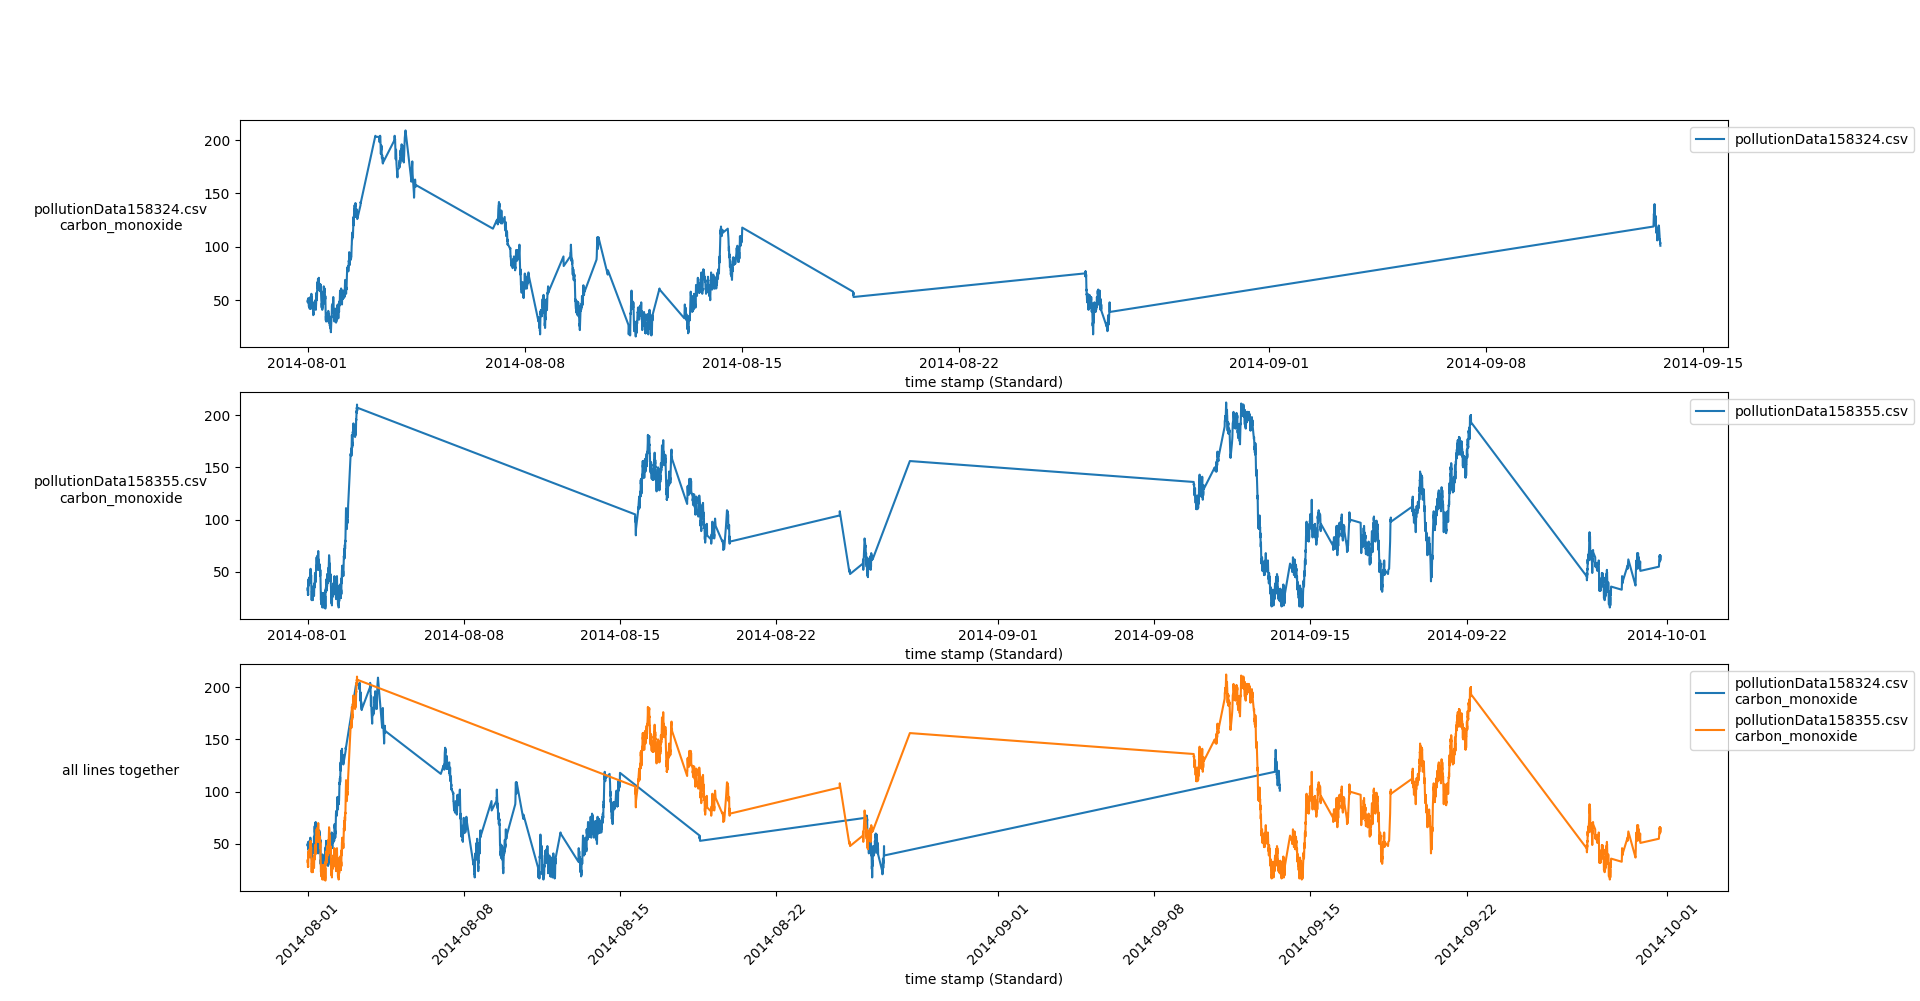 200
150
100
50
pollutionData158324.csv
carbon_monoxide
pollutionData158324.csv
2014-08-01 2014-08-08 2014-08-15 2014-08-22 2014-09-01 2014-09-08 2014-09-15
time stamp (Standard)
200
150
100
50
pollutionData158355.csv
carbon_monoxide
pollutionData158355.csv
2014-08-01 2014-08-08 2014-08-15 2014-08-22 2014-09-01 2014-09-08 2014-09-15 2014-09-22 2014-10-01
time stamp (Standard)
200
150
100
50
all lines together
pollutionData158324.csv
carbon_monoxide
pollutionData158355.csv
carbon_monoxide
2014-08-01 2014-08-08 2014-08-15 2014-08-22 2014-09-01 2014-09-08 2014-09-15 2014-09-22 2014-10-01
time stamp (Standard)